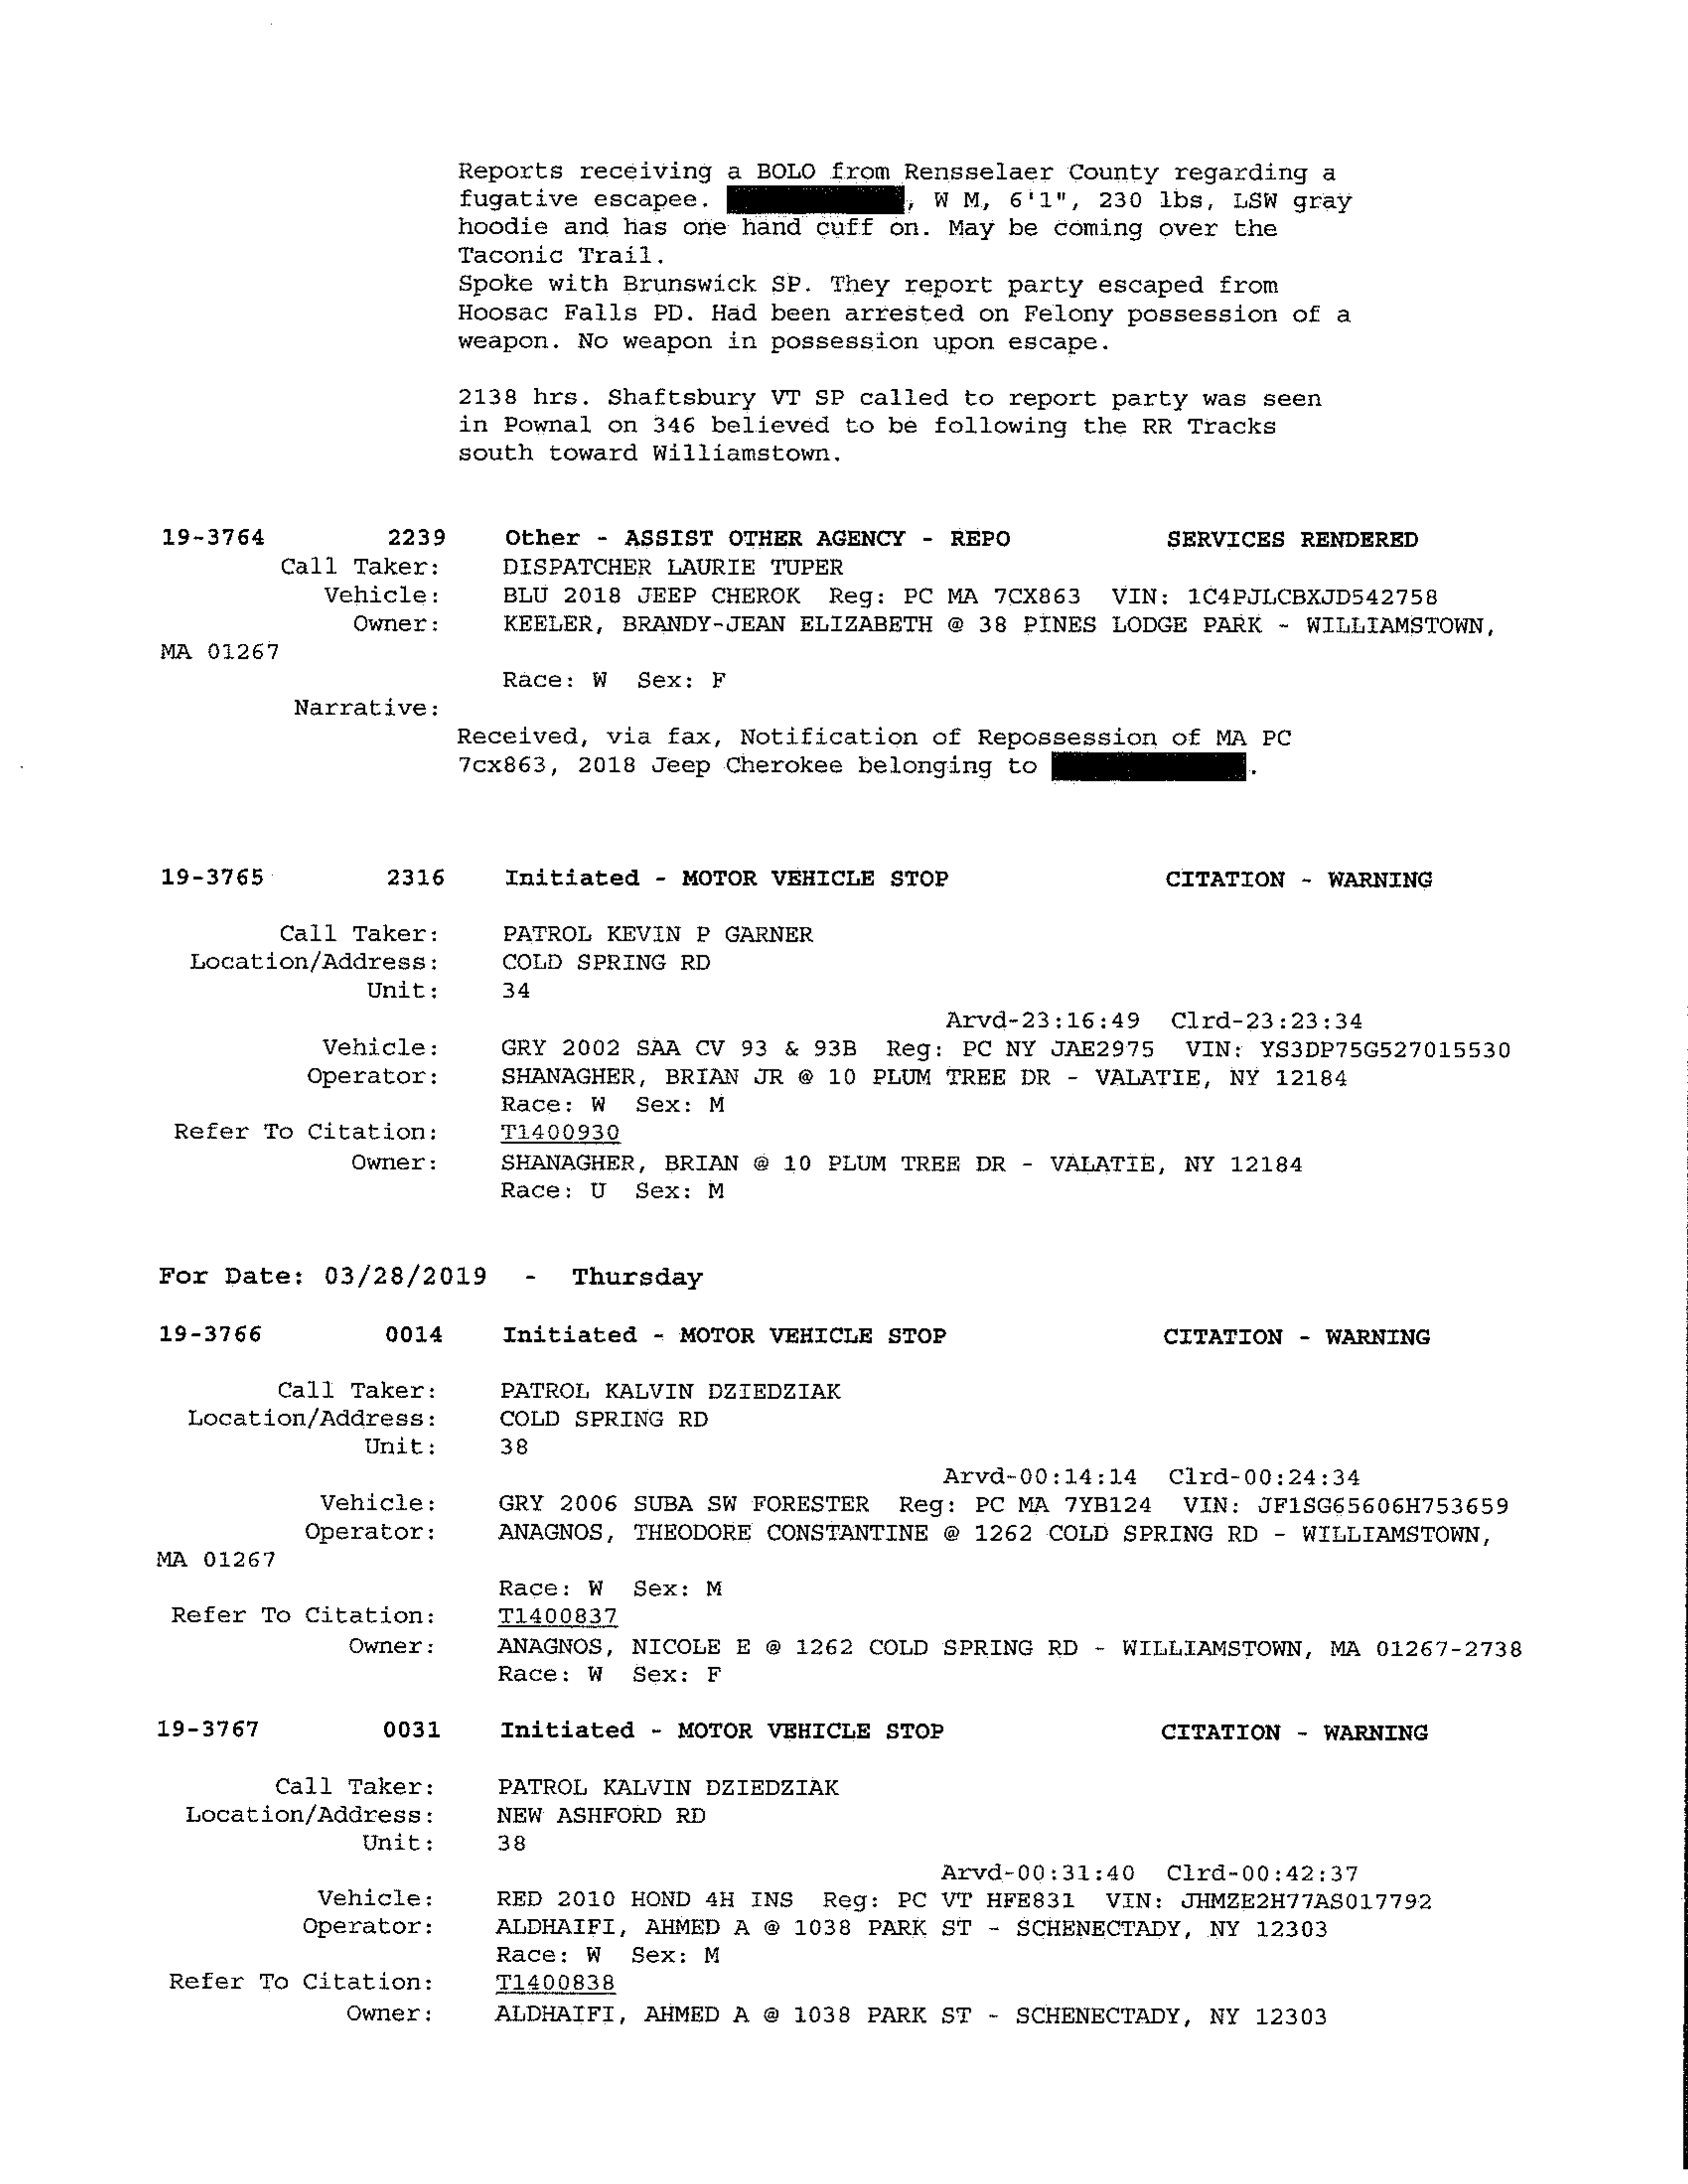 Reports receiving a BOLO from Rensselaer County regarding a
fugative escapee. , W M, 6'1", 230 lbs, LSW gray
hoodie and has one hand cuff on. May be coming over the
Taconic Trail.
Spoke with Brunswick SP. They report party escaped from
Hoosac Falls PD. Had been arrested on Felony possession of a
weapon. No weapon in possession upon escape.
2138 hrs. Shaftsbury VT SP called to report party was seen
in Pownal on 346 believed to be following the RR Tracks
south toward Williamstown.
19-3764 2239 Other - ASSIST OTHER AGENCY - REPO SERVICES RENDERED
Call Taker: DISPATCHER LAURIE TUPER
Vehicle: BLU 2018 JEEP CHEROK Reg: PC MA 7CX863 VIN: 1C4PJLCBXJD542758
Owner: KEELER, BRANDY-JEAN ELIZABETH @ 38 PINES LODGE PARK - WILLIAMSTOWN,
MA 01267
Race: W Sex: F
Narrative:
Received, via fax, Notification of Repossession of MA PC
7cx863, 2018 Jeep Cherokee belonging to .
19-3765 2316 Initiated - MOTOR VEHICLE STOP CITATION - WARNING
Call Taker: PATROL KEVIN P GARNER
Location/Address: COLD SPRING RD
Unit: 34
Arvd-23:16:49 Clrd-23:23:34
Vehicle: GRY 2002 SAA CV 93 & 93B Reg: PC NY JAE2975 VIN: YS3DP75G527015530
Operator: SHANAGHER, BRIAN JR @ 10 PLUM TREE DR - VALATIE, NY 12184
Race: W Sex: M
Refer To Citation: T1400930
Owner: SHANAGHER, BRIAN @ 10 PLUM TREE DR - VALATIE, NY 12184
Race: U Sex: M
For Date: 03/28/2019 - Thursday
19-3766 0014 Initiated - MOTOR VEHICLE STOP CITATION - WARNING
Call Taker: PATROL KALVIN DZIEDZIAK
Location/Address: COLD SPRING RD
Unit: 38
Arvd-00:14:14 Clrd-00:24:34
Vehicle: GRY 2006 SUBA SW FORESTER Reg: PC MA 7YB124 VIN: JF1SG65606H753659
Operator: ANAGNOS, THEODORE CONSTANTINE @ 1262 COLD SPRING RD - WILLIAMSTOWN,
MA 01267
Race: W Sex: M
Refer To Citation: T1400837
Owner: ANAGNOS, NICOLE E @ 1262 COLD SPRING RD - WILLIAMSTOWN, MA 01267-2738
Race: W Sex: F
19-3767 0031 Initiated - MOTOR VEHICLE STOP CITATION - WARNING
Call Taker: PATROL KALVIN DZIEDZIAK
Location/Address: NEW ASHFORD RD
Unit: 38
Arvd-00:31:40 Clrd-00:42:37
Vehicle: RED 2010 HOND 4H INS Reg: PC VT HFE831 VIN: JHMZE2H77AS017792
Operator: ALDHAIFI, AHMED A @ 1038 PARK ST - SCHENECTADY, NY 12303
Race: W Sex: M
Refer To Citation: T1400838
Owner: ALDHAIFI, AHMED A @ 1038 PARK ST - SCHENECTADY, NY 12303